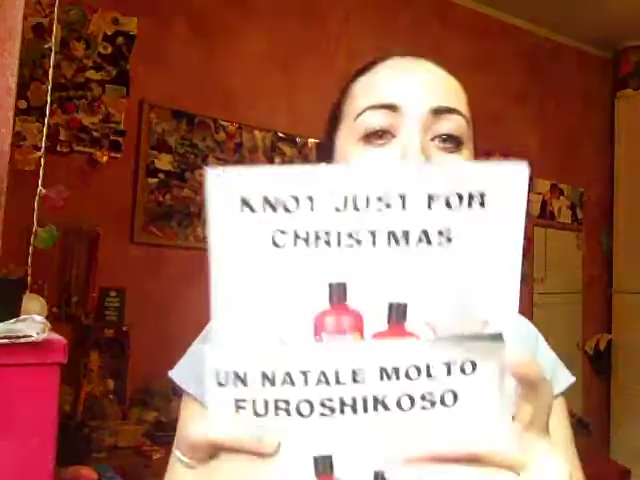 KNOT JUST FOR
CHRISTMAS
UN NATALE MOLTO
FUROSHIKOSO